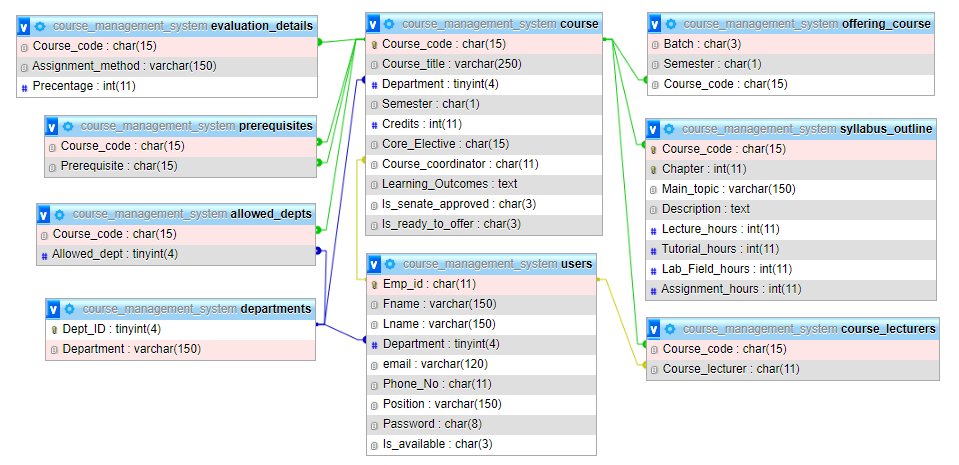 course_management_system evaluation_details
Course_code : char(15)
Assignment_method : varchar(150)
Precentage : int(11)
course_management_system prerequisites
Course_code : char(15)
Prerequisite : char(15)
course_management_system allowed_depts
Course_code : char(15)
Allowed_dept : tinyint(4)
course_management_system departments
Dept_ID : tinyint(4)
Department : varchar(150)
course_management_system course
Course_code : char(15)
Course_title : varchar(250)
Department : tinyint(4)
Semester : char(1)
Credits : int(11)
Core_Elective : char(15)
Course_coordinator : char(11)
Learning_Outcomes : text
Is_senate_approved : char(3)
Is_ready_to_offer : char(3)
course_management_system users
Emp_id : char(11)
Fname : varchar(150)
Lname : varchar(150)
Department : tinyint(4)
email : varchar(120)
Phone_No : char(11)
Position : varchar(150)
Password : char(8)
Is_available : char(3)
course_management_system offering_course
Batch : char(3)
Semester : char(1)
Course_code : char(15)
course_management_system syllabus_outline
Course_code : char(15)
Chapter : int(11)
Main_topic : varchar(150)
Description : text
Lecture_hours : int(11)
Tutorial_hours : int(11)
Lab_Field_hours : int(11)
Assignment_hours : int(11)
course_management_system course_lecturers
Course_code : char(15)
Course_lecturer : char(11)